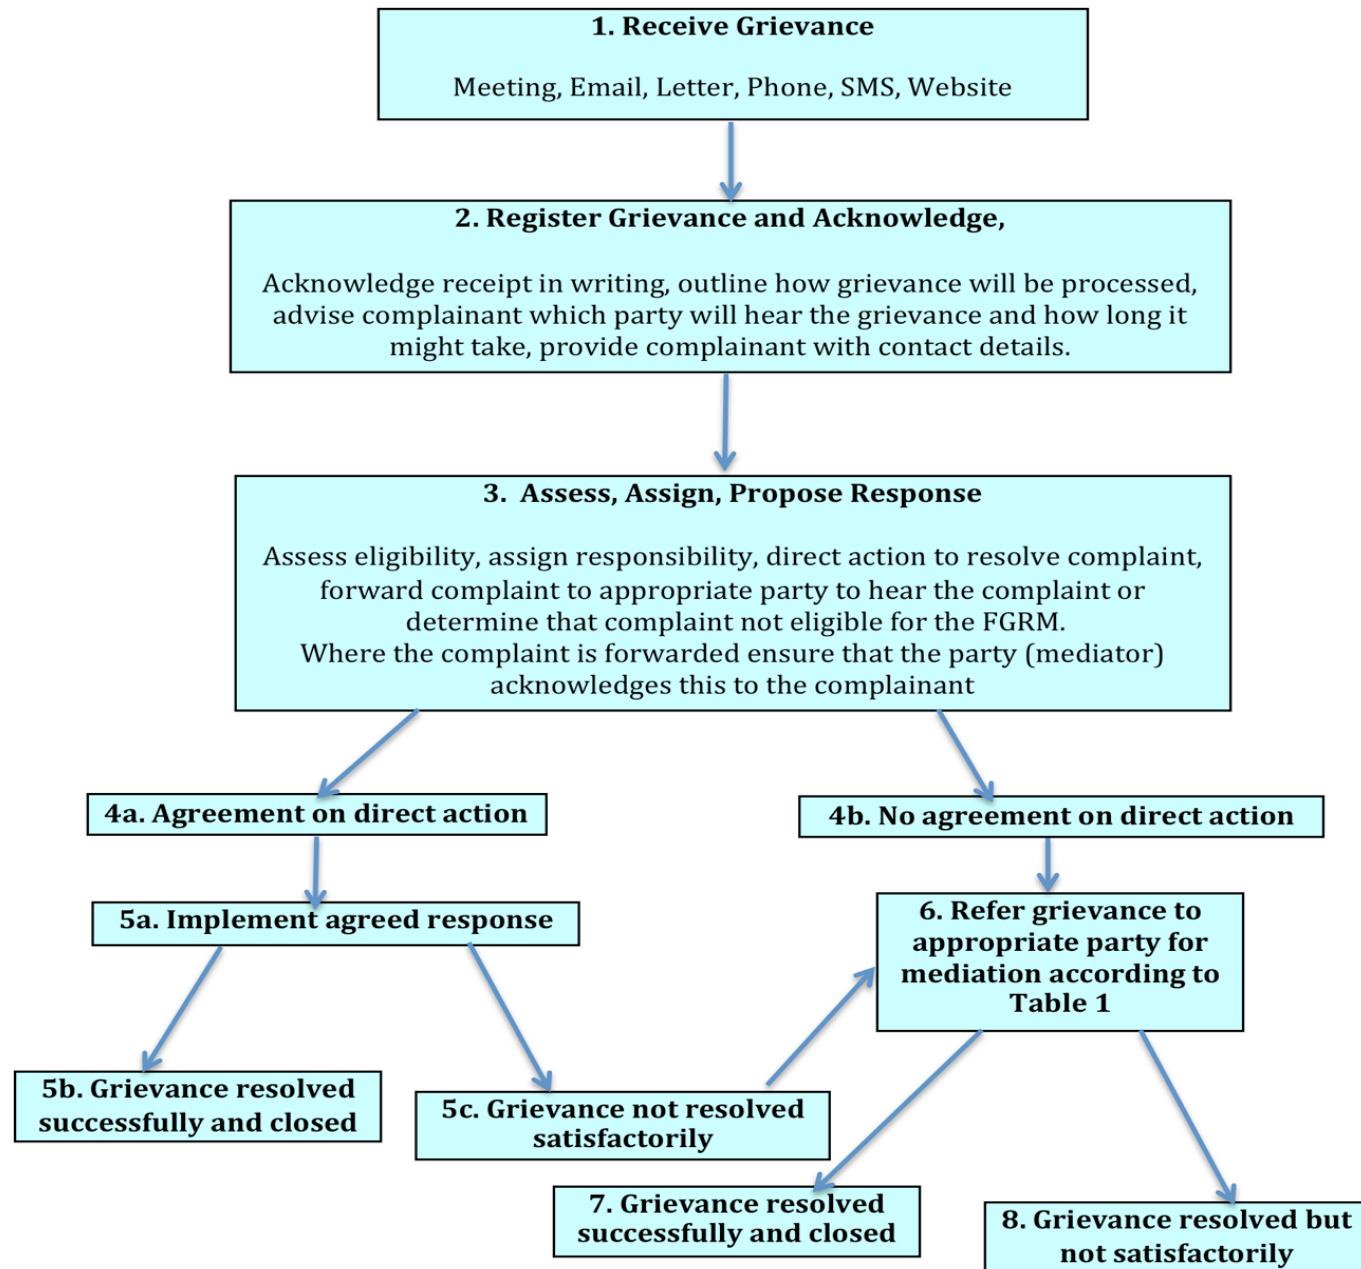 1. Receive Grievance
Meeting, Email, Letter, Phone, SMS, Website
2. Register Grievance and Acknowledge,
Acknowledge receipt in writing, outline how grievance will be processed,
advise complainant which party will hear the grievance and how long it
might take, provide complainant with contact details.
3. Assess, Assign, Propose Response
Assess eligibility, assign responsibility, direct action to resolve complaint,
forward complaint to appropriate party to hear the complaint or
determine that complaint not eligible for the FGRM.
Where the complaint is forwarded ensure that the party (mediator)
acknowledges this to the complainant
4a. Agreement on direct action
4b. No agreement on direct action
5a. Implement agreed response
6. Refer grievance to
appropriate party for
mediation according to
Table 1
5b. Grievance resolved
successfully and closed
5c. Grievance not resolved
satisfactorily
7. Grievance resolved
successfully and closed
8. Grievance resolved but
not satisfactorily